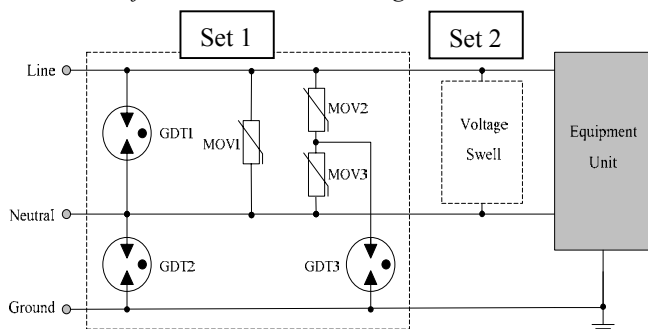 Set 1
Set 2
Line
MOV2
GDT1
MOV1
MOV3
Voltage
Swell
Equipment
Unit
Neutral
GDT2
GDT3
Ground